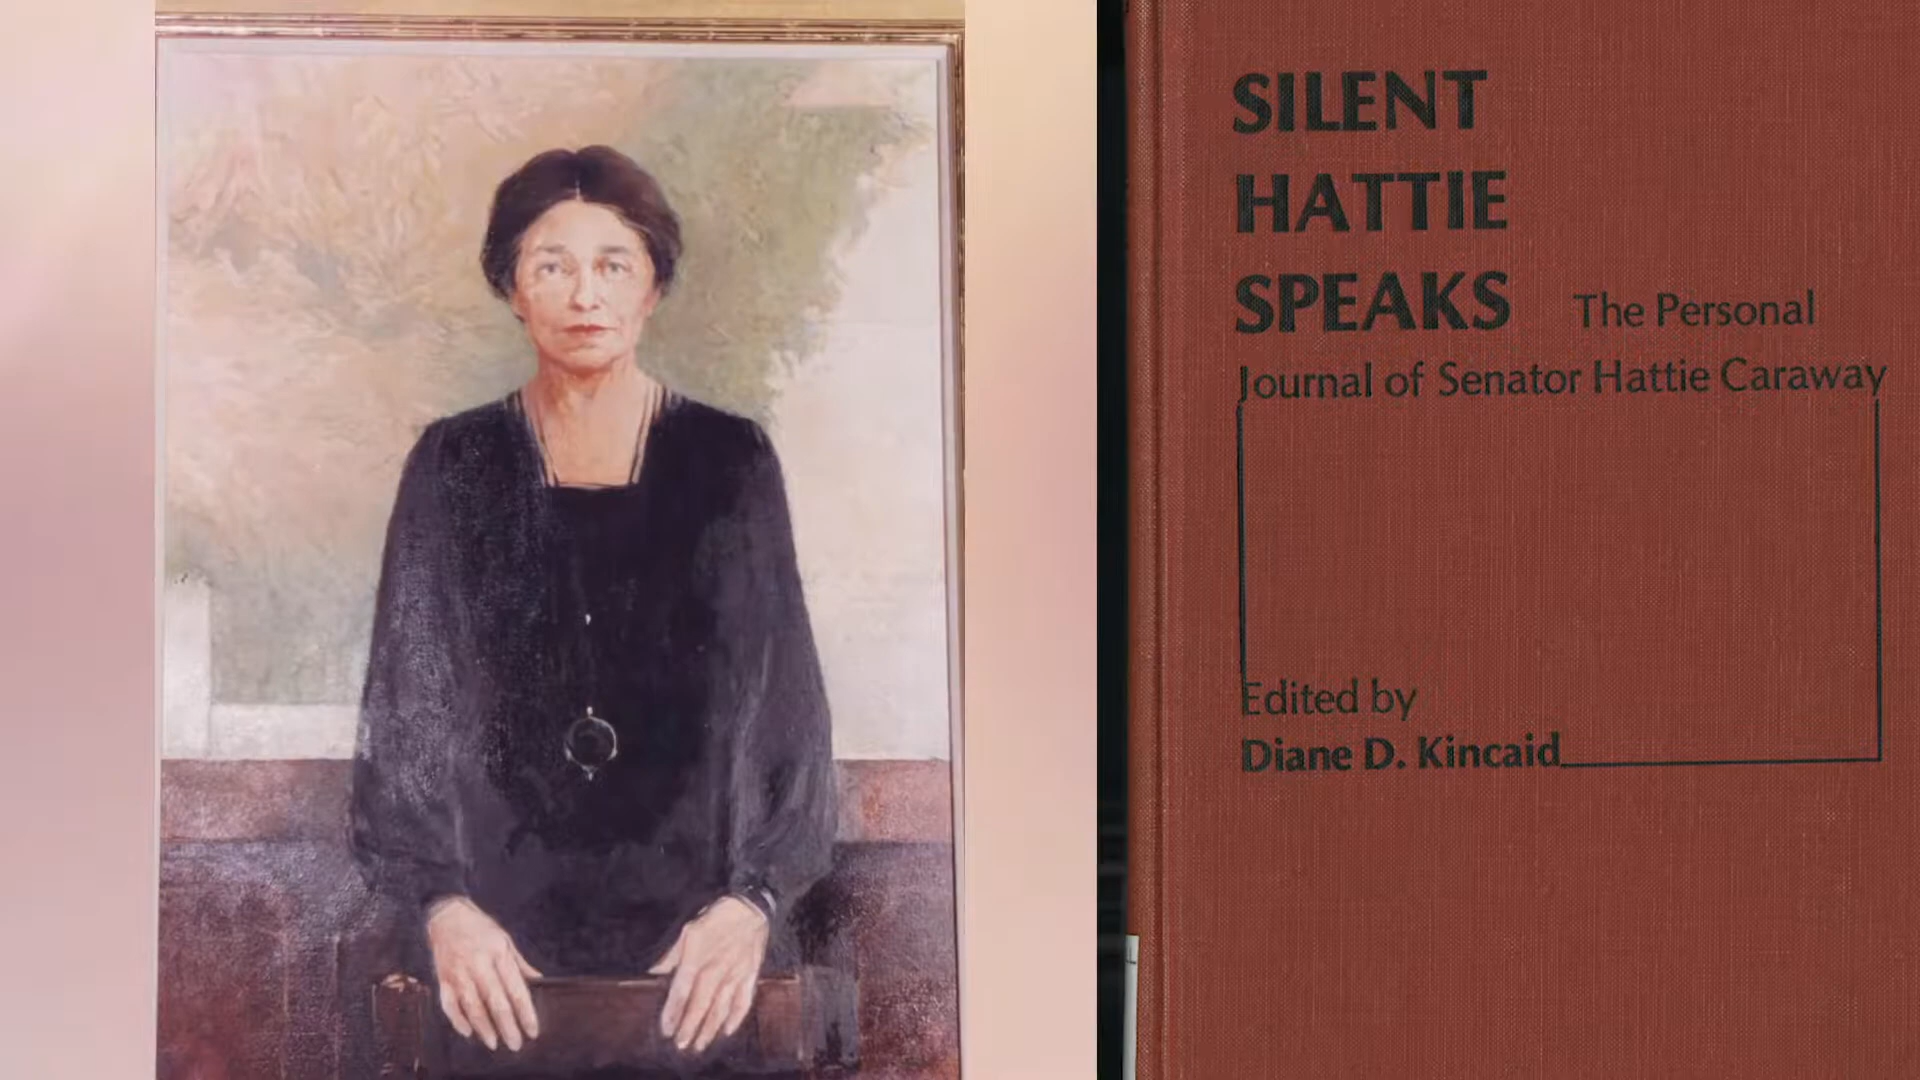 SILENT
HATTIE
SPEAKS The Personal
Journal of Senator Hattie Caraway
Edited by
Diane D. Kincaid